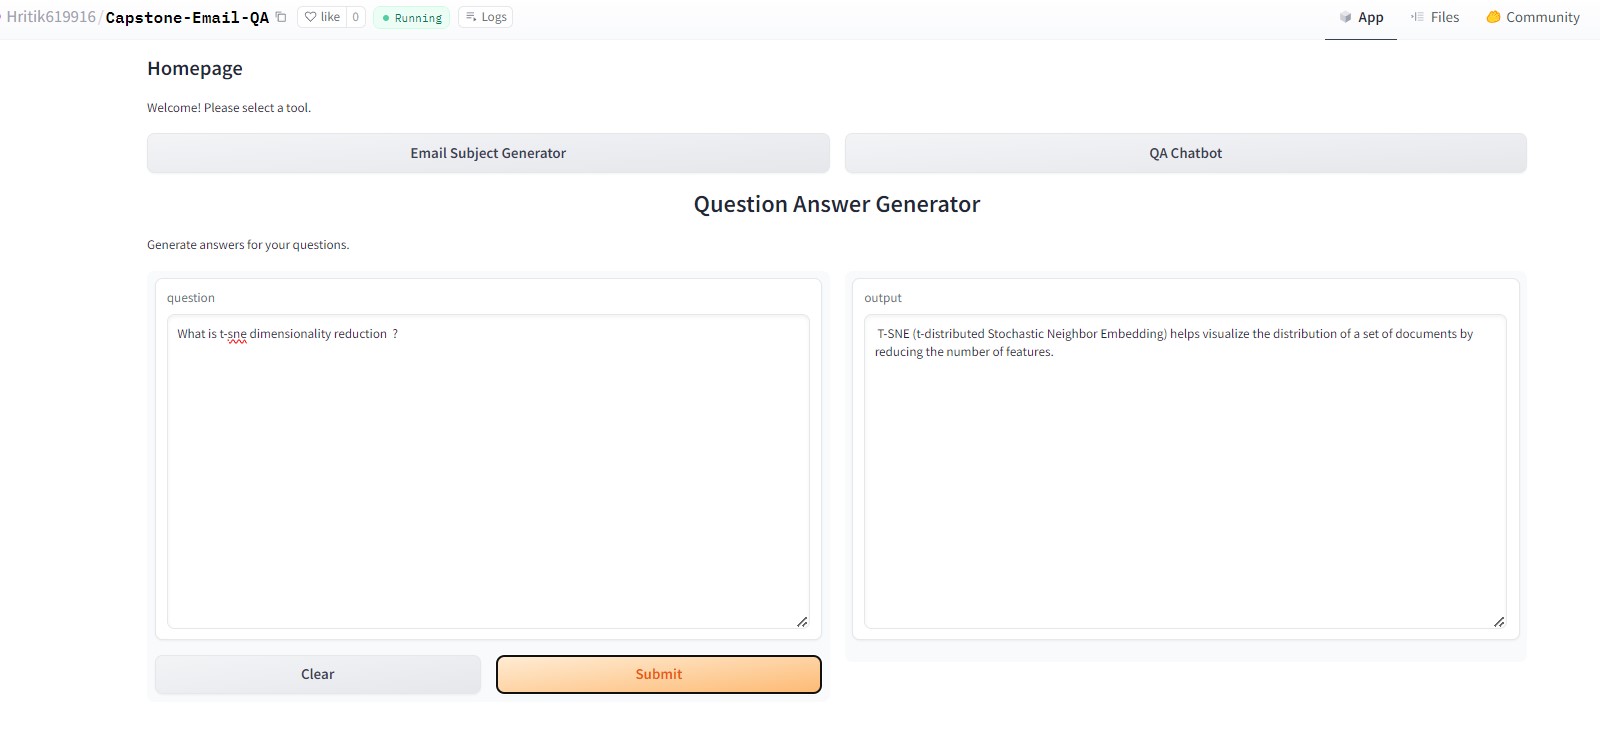 Hritik619916/Capstone-Email-QA like 0 Running Logs App Files Community
Homepage
Welcome! Please select a tool.
Email Subject Generator QA Chatbot
Question Answer Generator
Generate answers for your questions.
question
What is t-sne dimensionality reduction ?
Clear Submit
output
T-SNE (t-distributed Stochastic Neighbor Embedding) helps visualize the distribution of a set of documents by
reducing the number of features.